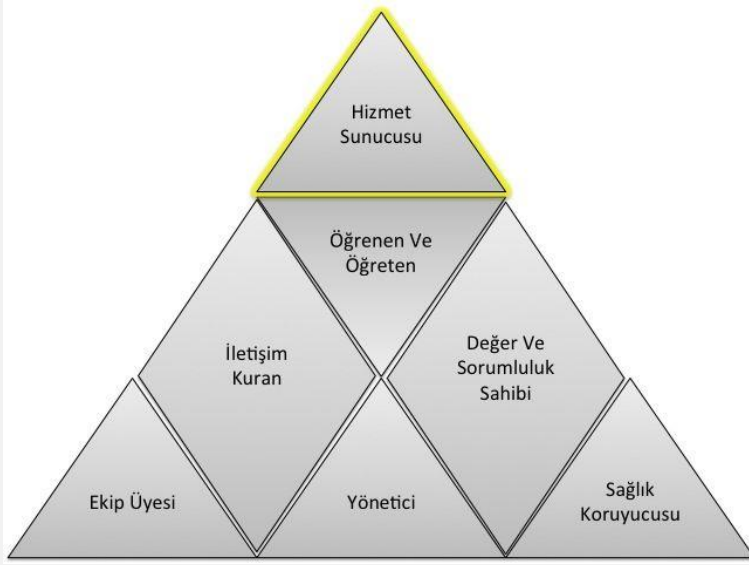 Hizmet
Sunucusu
Öğrenen Ve
Öğreten
İletişim
Kuran
Değer Ve
Sorumluluk
Sahibi
Ekip Üyesi
Yönetici
Sağlık
Koruyucusu